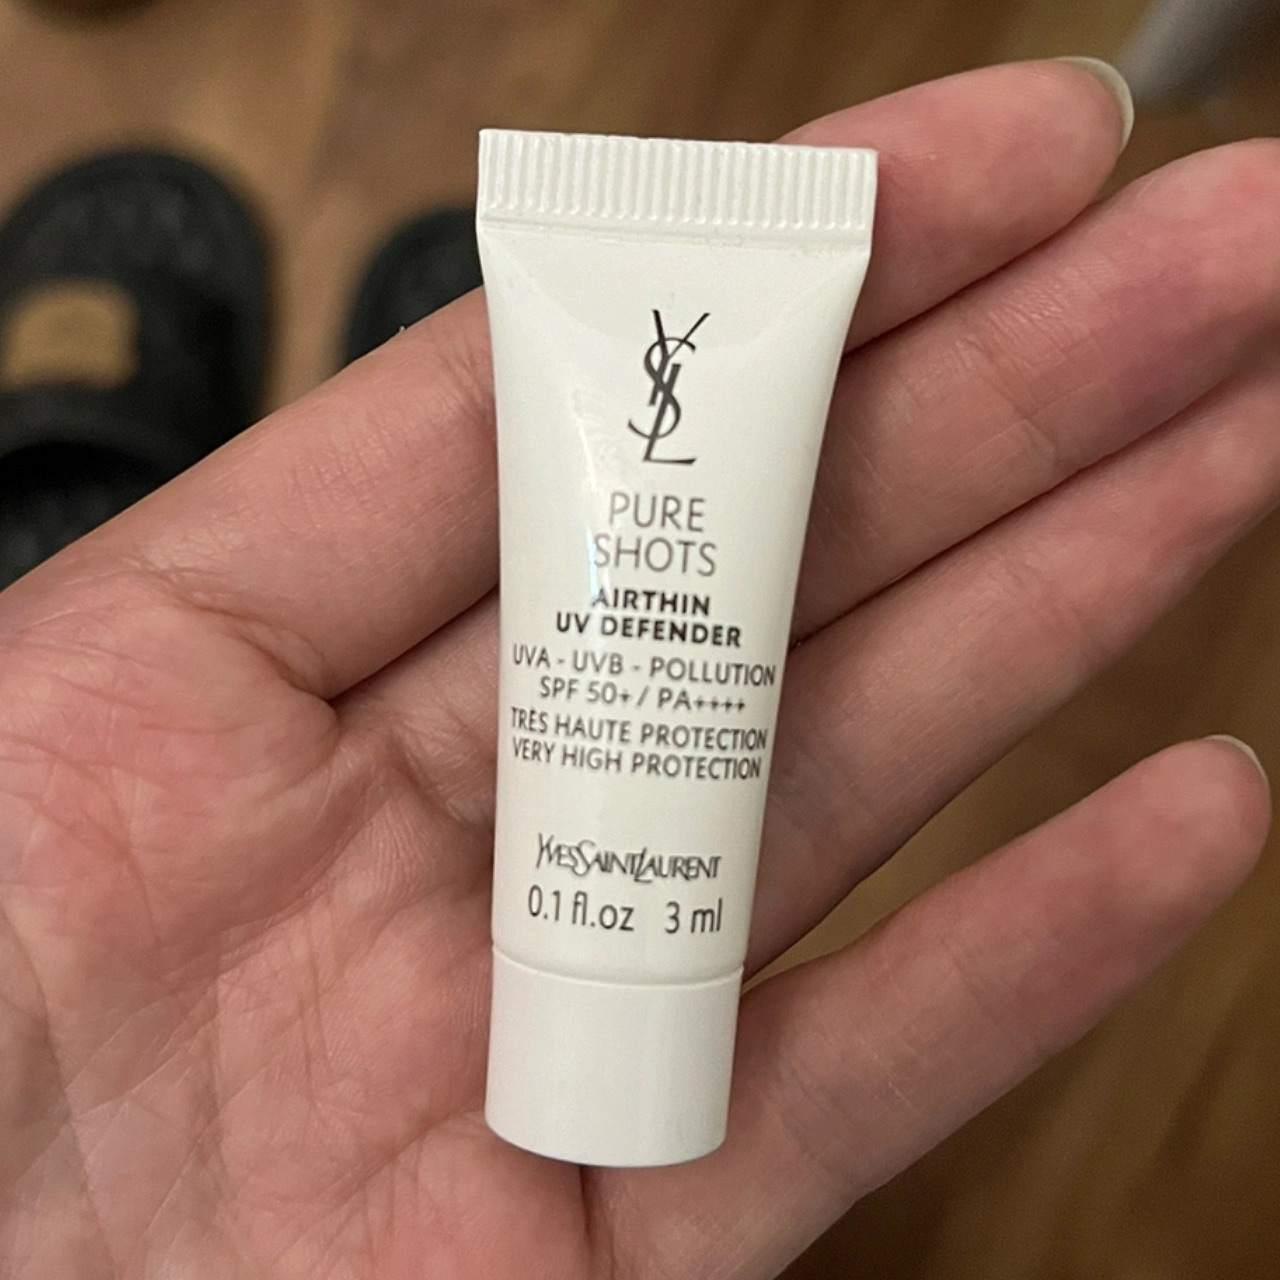 YSL
PURE
SHOTS
AIRTHIN
UV DEFENDER
UVA - UVB - POLLUTION
SPF 50+ / PA++++
TRÈS HAUTE PROTECTION
VERY HIGH PROTECTION
YVESSAINTLAURENT
0.1 fl.oz 3 ml